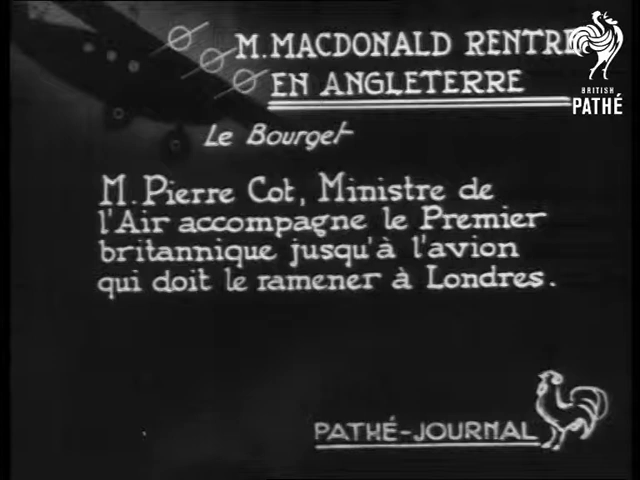 M. MACDONALD RENTRE
EN ANGLETERRE
BRITISH
PATHÉ
Le Bourget
M. Pierre Cot, Ministre de
l'Air accompagne le Premier
britannique jusqu'à l'avion
qui doit le ramener à Londres.
PATHÉ-JOURNAL